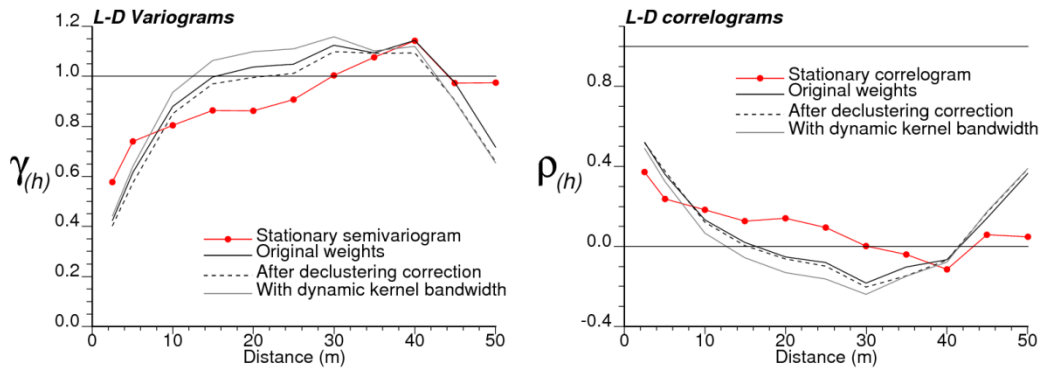 L-D Variograms
1.2
1.0
0.8
0.6
0.4
0.2
0.0
γ(h)
Stationary semivariogram
Original weights
After declustering correction
With dynamic kernel bandwidth
0 10 20 30 40 50
Distance (m)
L-D correlograms
0.8
0.4
0.0
-0.4
ρ(h)
Stationary correlogram
Original weights
After declustering correction
With dynamic kernel bandwidth
0 10 20 30 40 50
Distance (m)